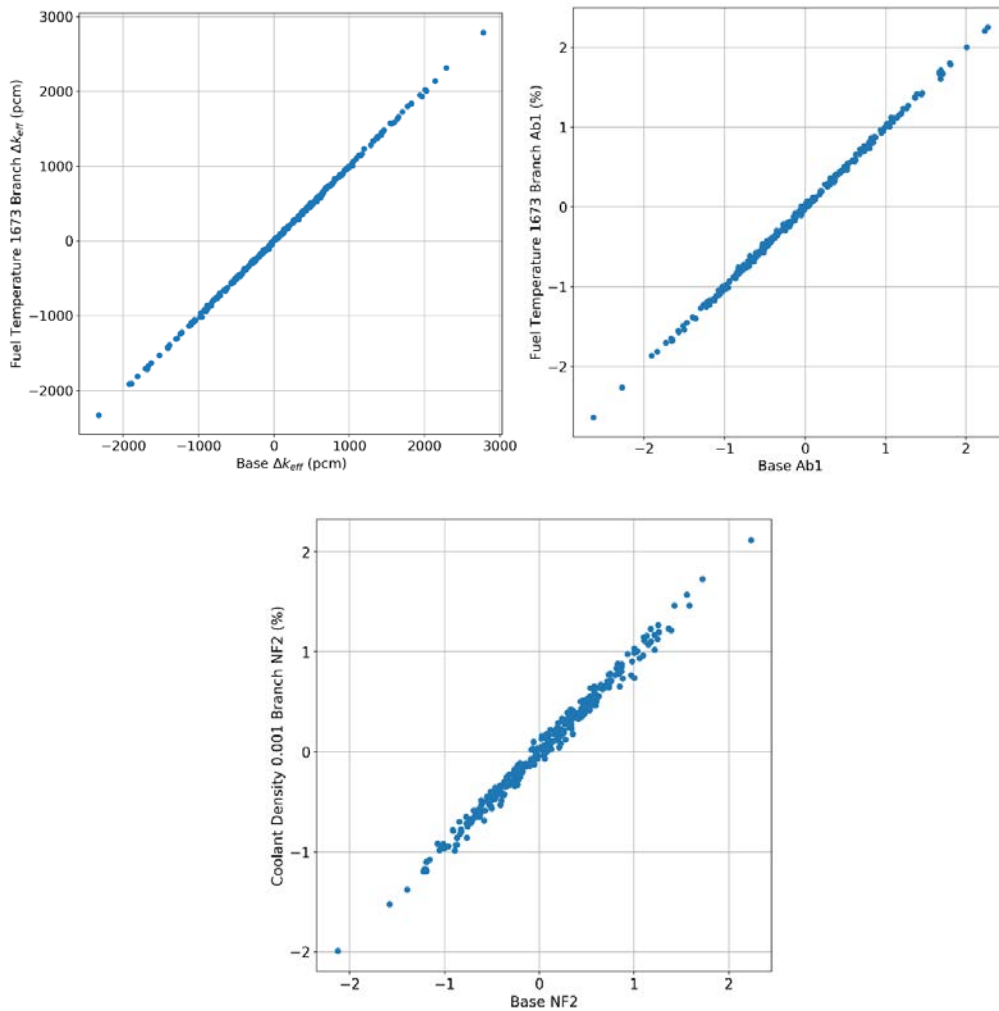 Fuel Temperature 1673 Branch Δk_eff (pcm)
3000
2000
1000
0
−1000
−2000
−2000 −1000 0 1000 2000 3000
Base Δk_eff (pcm)
Fuel Temperature 1673 Branch Ab1 (%)
2
1
0
−1
−2
−2 −1 0 1 2
Base Ab1
Coolant Density 0.001 Branch NF2 (%)
2
1
0
−1
−2
−2 −1 0 1 2
Base NF2